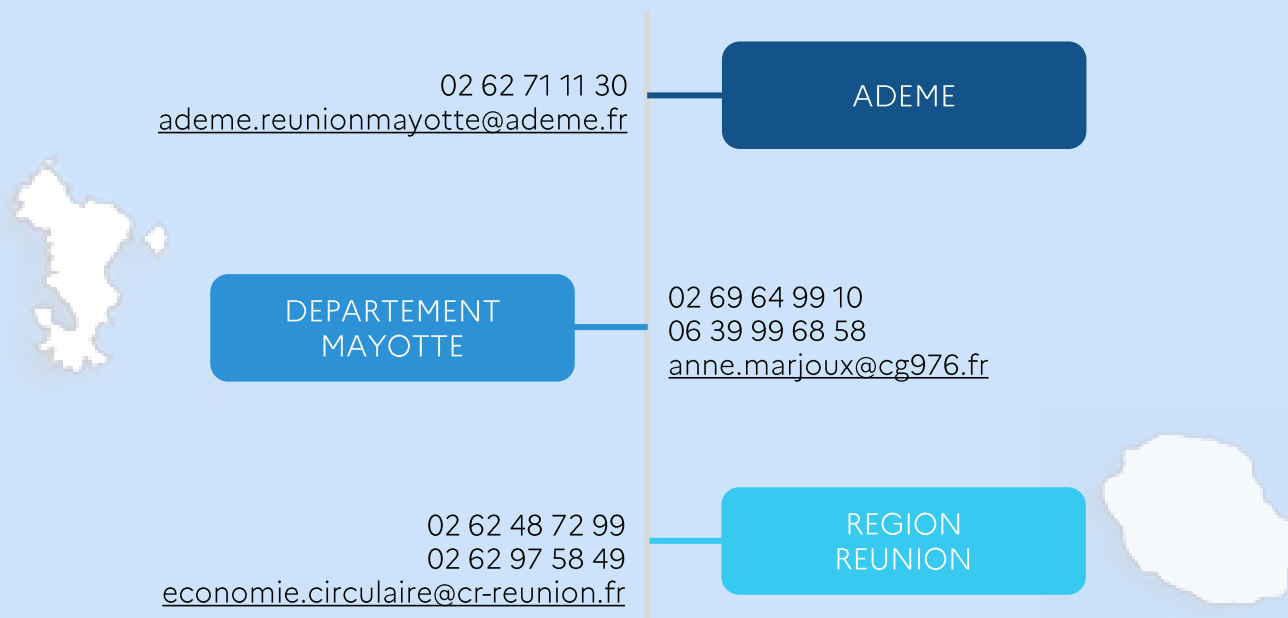 02 62 71 11 30
ademe.reunionmayotte@ademe.fr
ADEME
DEPARTEMENT
MAYOTTE
02 69 64 99 10
06 39 99 68 58
anne.marjoux@cg976.fr
02 62 48 72 99
02 62 97 58 49
economie.circulaire@cr-reunion.fr
REGION
REUNION